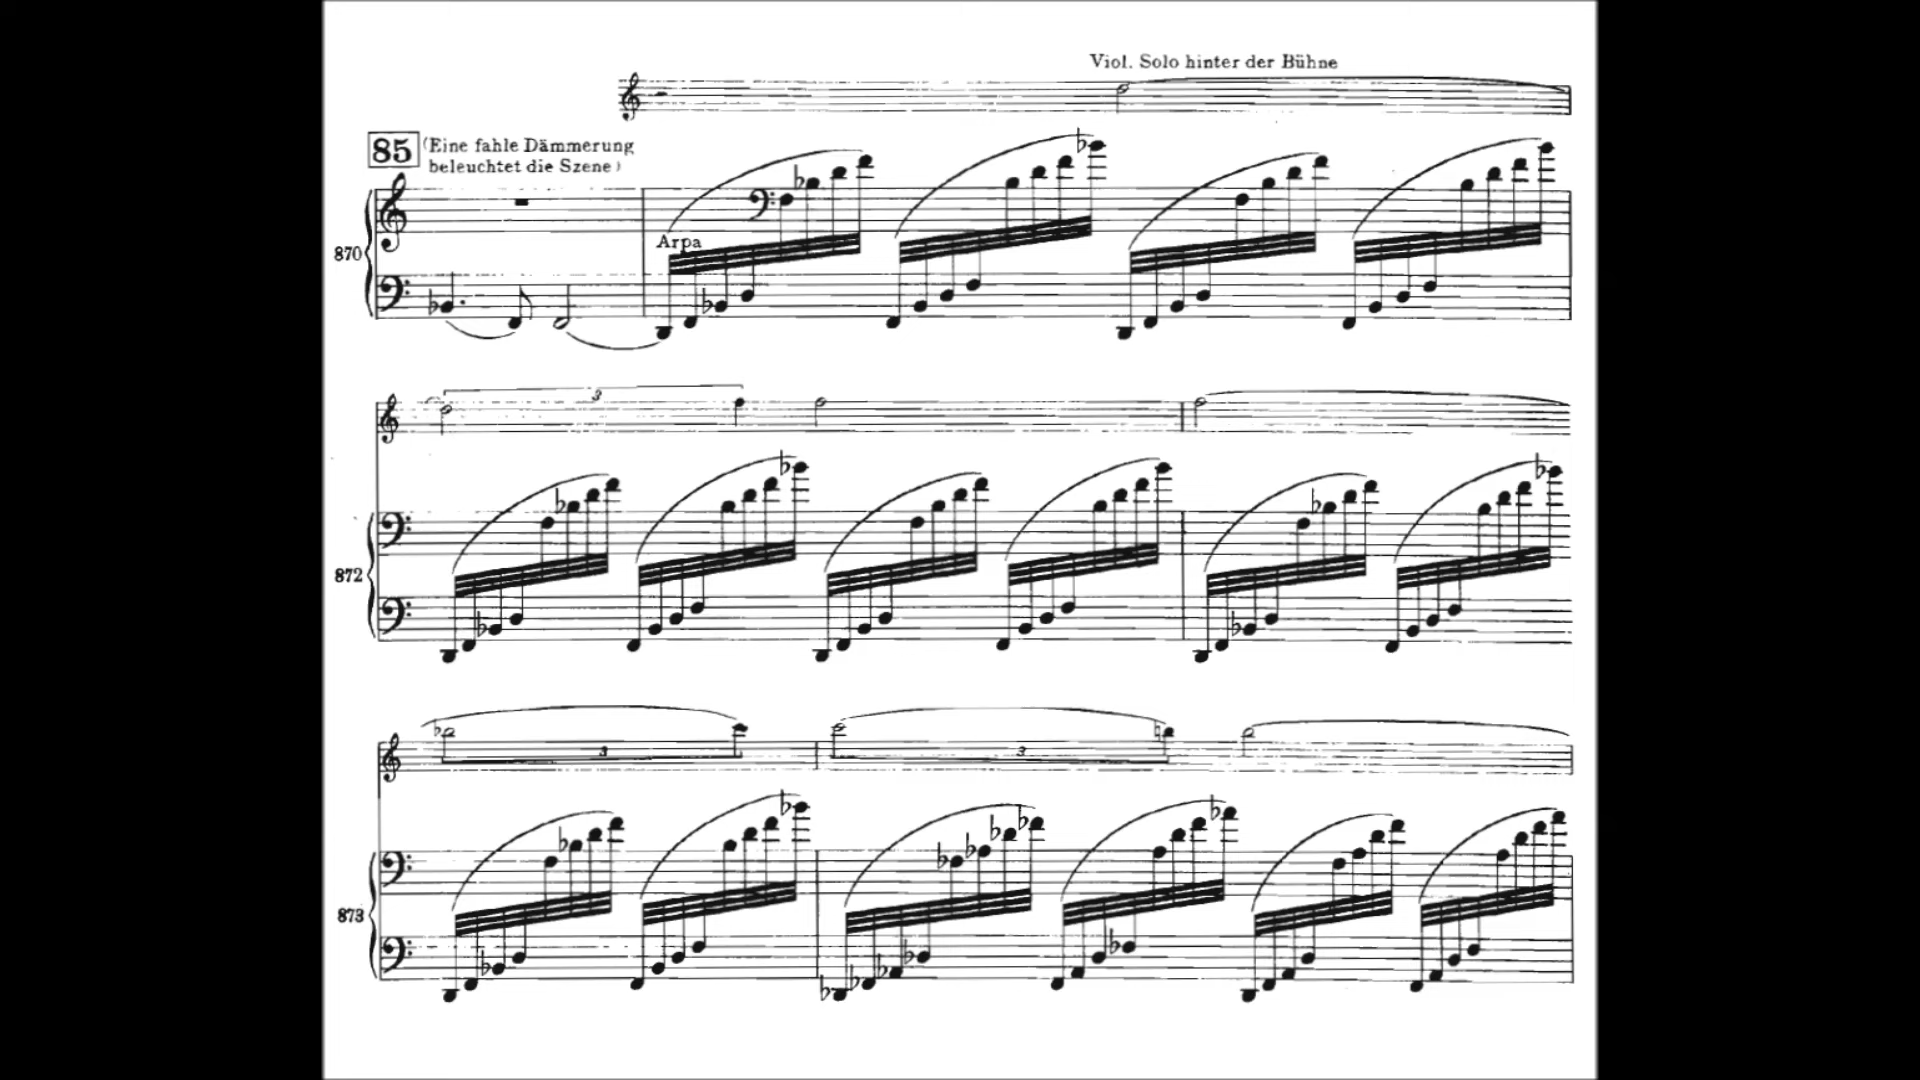 Viol. Solo hinter der Bühne
85 (Eine fahle Dämmerung
beleuchtet die Szene)
Arpa
870
3
872
3
3
873